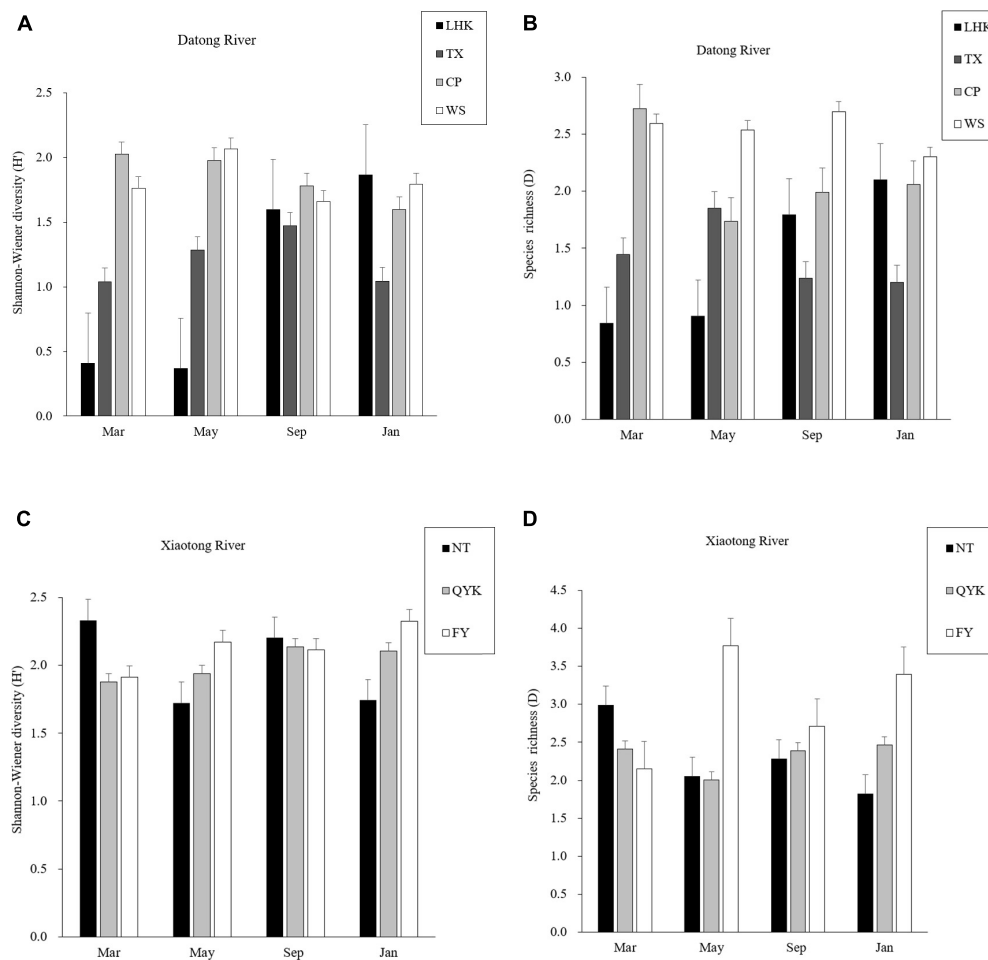 A
Datong River
LHK
TX
CP
WS
Shannon-Wiener diversity (H')
2.5
2.0
1.5
1.0
0.5
0.0
Mar May Sep Jan
B
Datong River
LHK
TX
CP
WS
Species richness (D)
3.0
2.5
2.0
1.5
1.0
0.5
0.0
Mar May Sep Jan
C
Xiaotong River
NT
QYK
FY
Shannon-Wiener diversity (H')
2.5
2.0
1.5
1.0
0.5
0.0
Mar May Sep Jan
D
Xiaotong River
NT
QYK
FY
Species richness (D)
4.5
4.0
3.5
3.0
2.5
2.0
1.5
1.0
0.5
0.0
Mar May Sep Jan